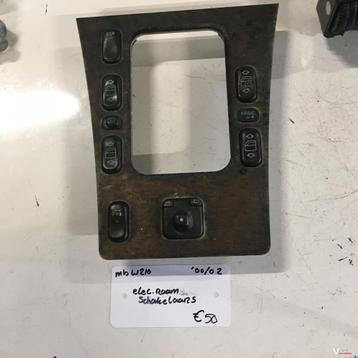 mb W210 '00/02
elec. raam
schakelaars
€50